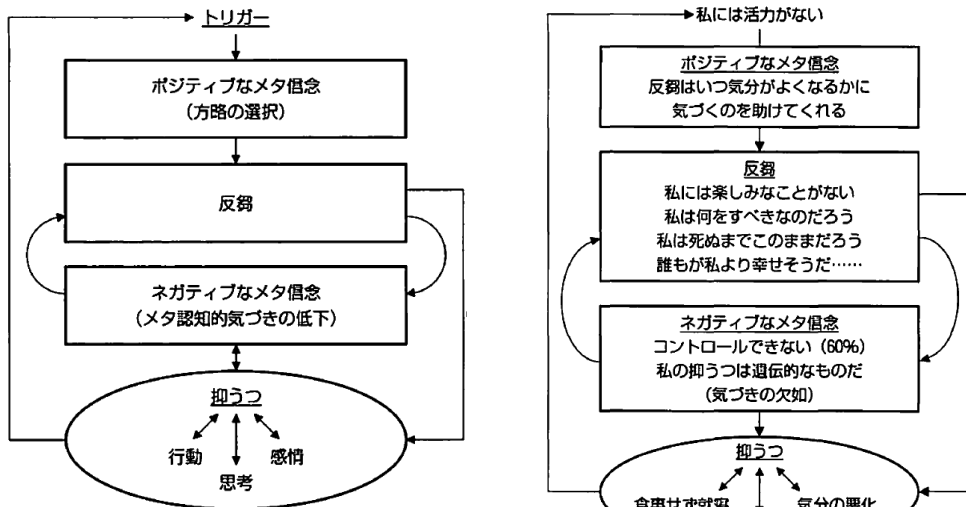 トリガー
ポジティブなメタ信念
(方略の選択)
反芻
ネガティブなメタ信念
(メタ認知的気づきの低下)
抑うつ
行動
感情
思考
私には活力がない
ポジティブなメタ信念
反芻はいつ気分がよくなるかに
気づくのを助けてくれる
反芻
私には楽しみなことがない
私は何をすべきなのだろう
私は死ぬまでこのままだろう
誰もが私より幸せそうだ……
ネガティブなメタ信念
コントロールできない(60%)
私の抑うつは遺伝的なものだ
(気づきの欠如)
抑うつ
気分の悪化